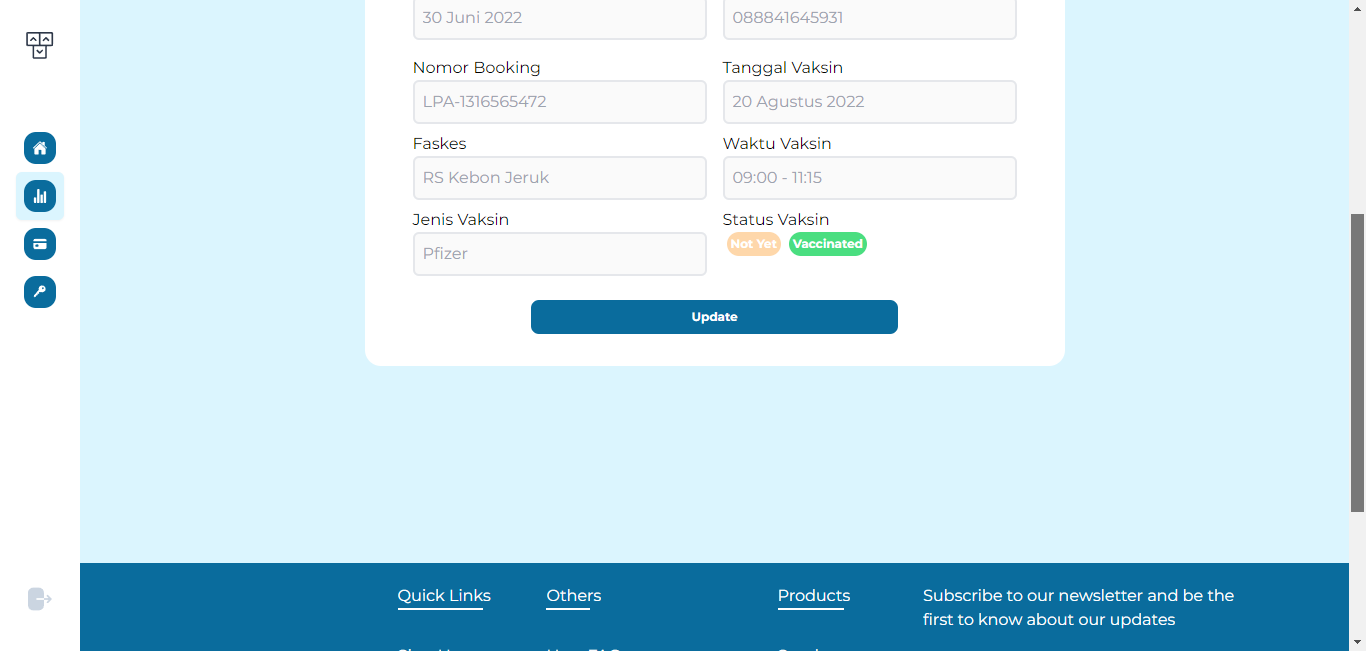 30 Juni 2022
088841645931
Nomor Booking
Tanggal Vaksin
LPA-1316565472
20 Agustus 2022
Faskes
Waktu Vaksin
RS Kebon Jeruk
09:00 - 11:15
Jenis Vaksin
Status Vaksin
Pfizer
Not Yet
Vaccinated
Update
Quick Links
Others
Products
Subscribe to our newsletter and be the
first to know about our updates